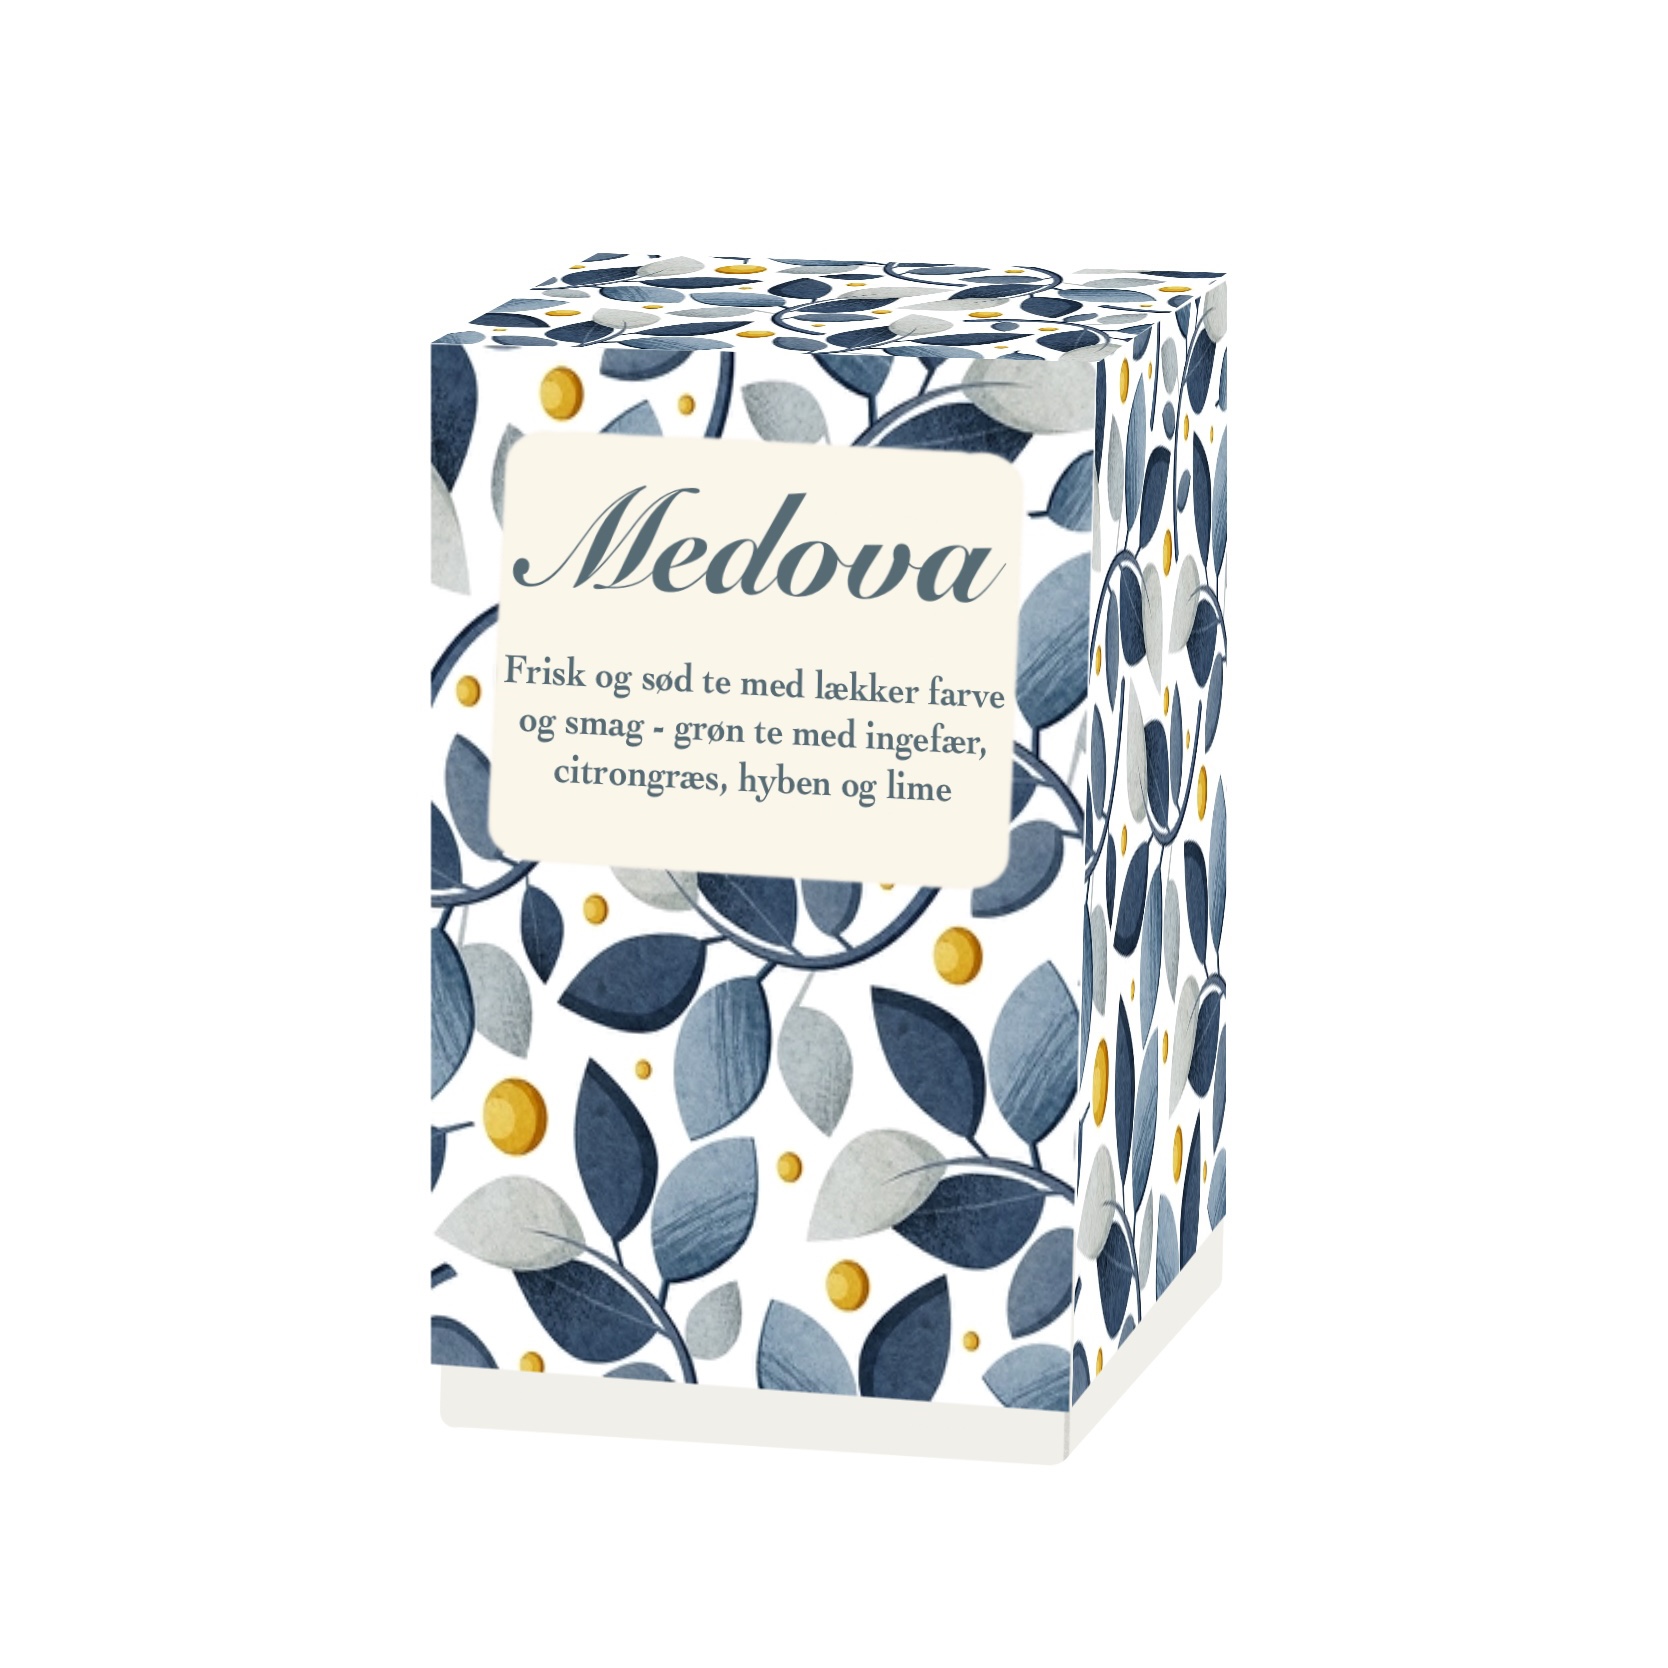 Medova
Frisk og sød te med lækker farve
og smag - grøn te med ingefær,
citrongræs, hyben og lime